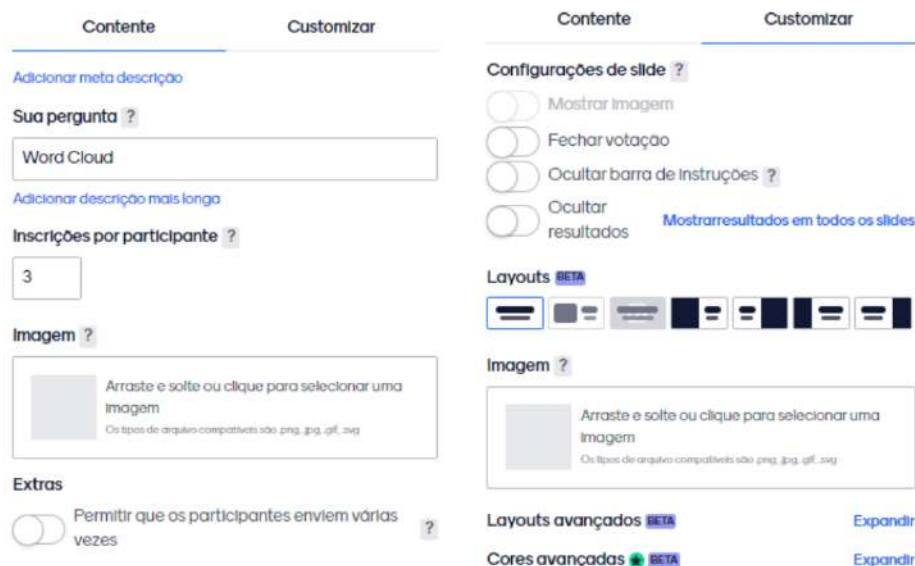 Contente
Customizar
Adicionar meta descrição
Sua pergunta ?
Word Cloud
Adicionar descrição mais longa
Inscrições por participante ?
3
Imagem ?
Arraste e solte ou clique para selecionar uma
imagem
Os tipos de arquivo compatíveis são .png, .jpg, .gif, .svg
Extras
Permitir que os participantes enviem várias
vezes
?
Contente
Customizar
Configurações de slide ?
Mostrar Imagem
Fechar votação
Ocultar barra de instruções ?
Ocultar
resultados
Mostrarresultados em todos os slides
Layouts BETA
Imagem ?
Arraste e solte ou clique para selecionar uma
Imagem
Os tipos de arquivo compatíveis são .png, .jpg, .gif, .svg
Layouts avançados BETA Expandir
Cores avançadas BETA Expandir